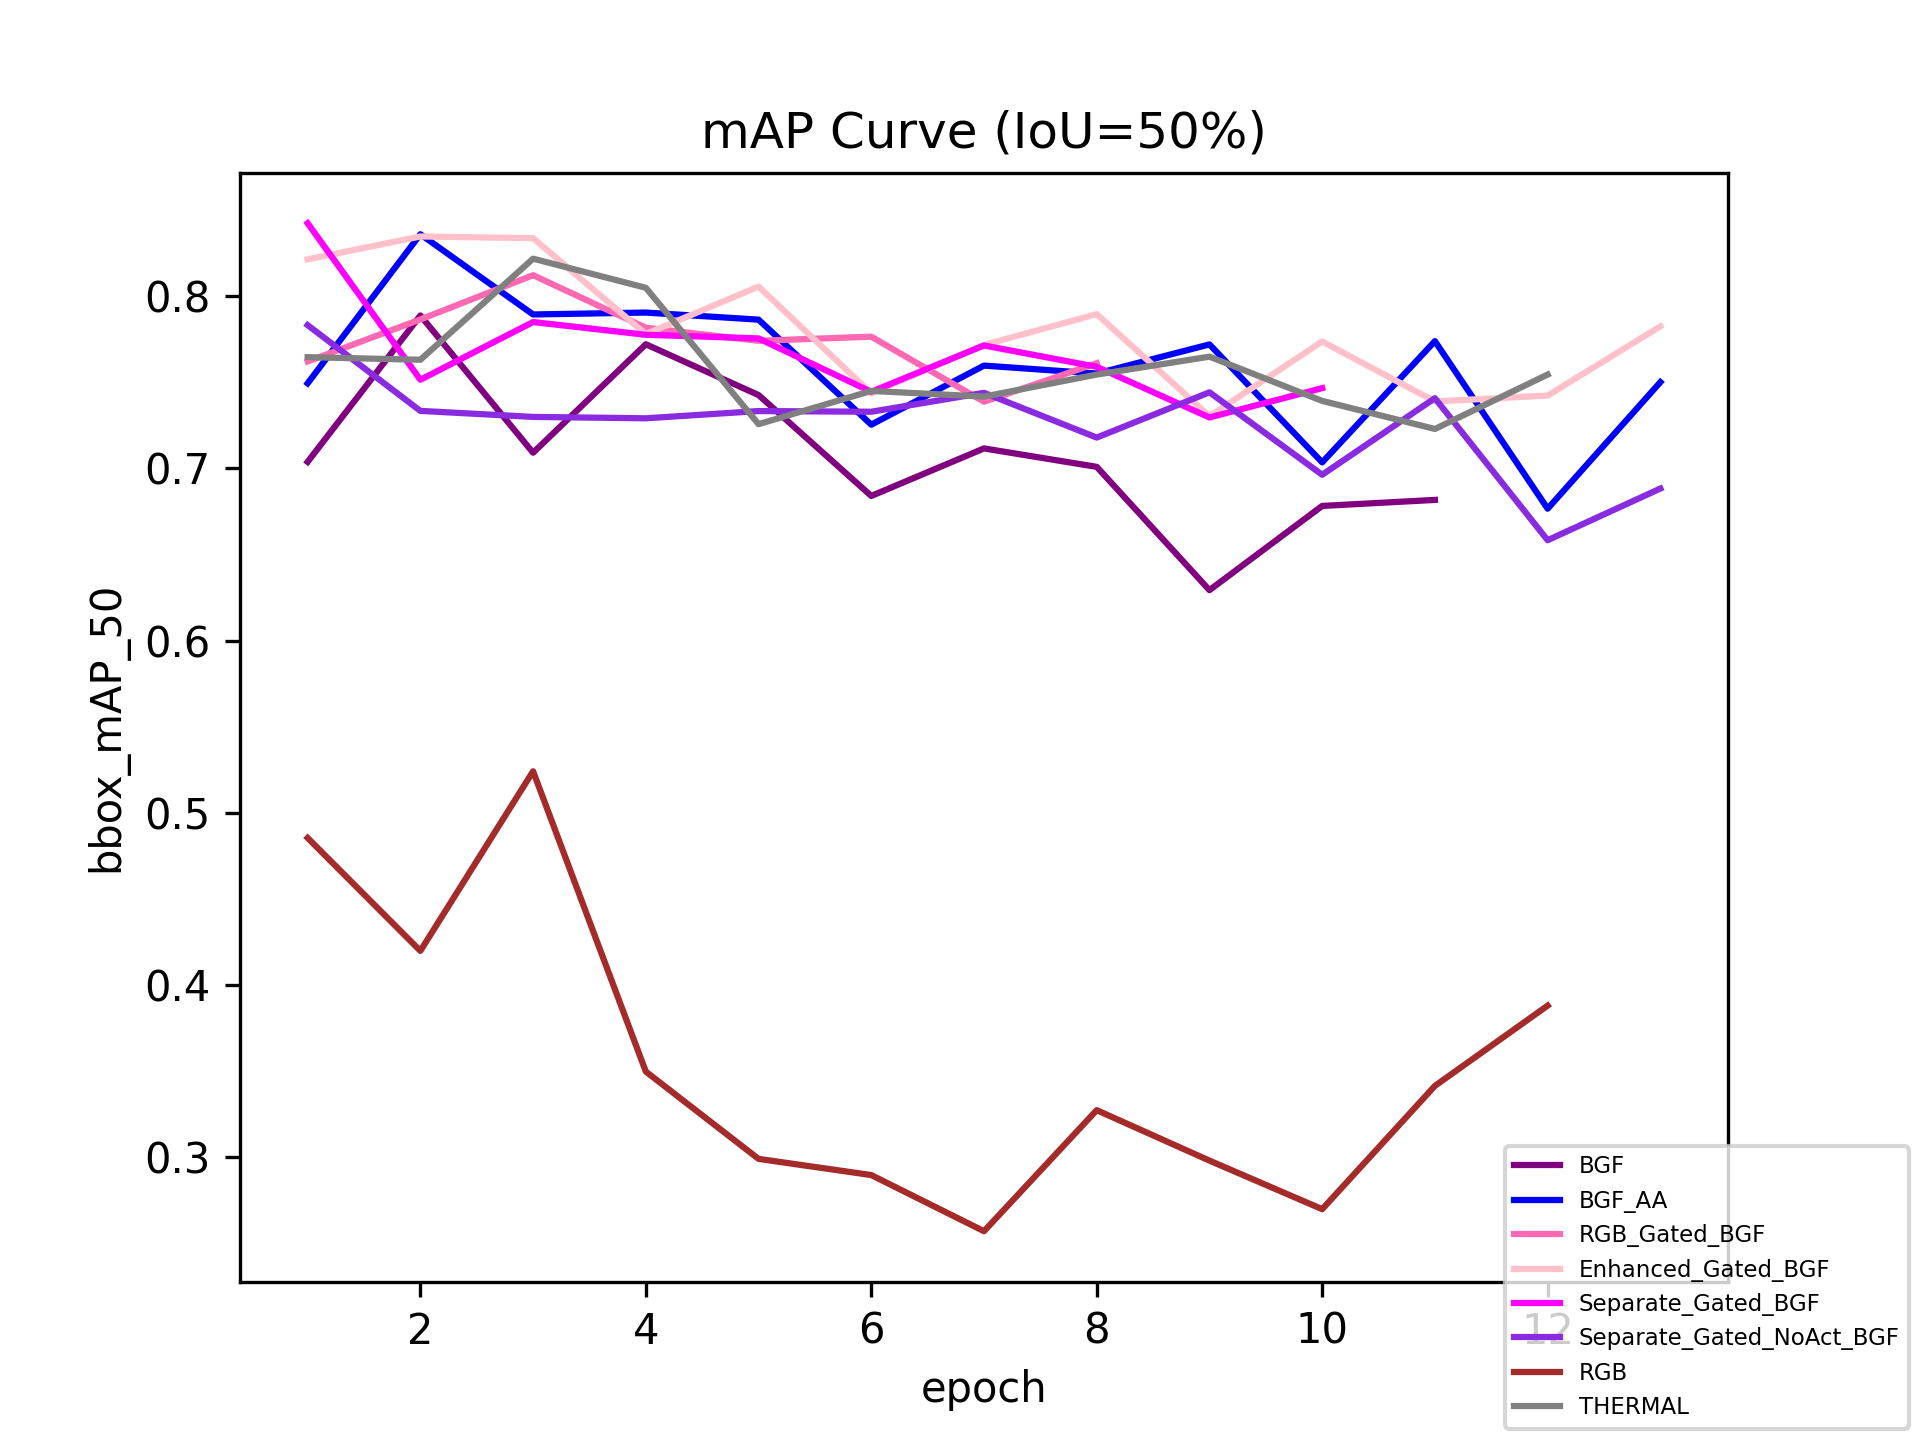 mAP Curve (IoU=50%)
bbox_mAP_50
0.8
0.7
0.6
0.5
0.4
0.3
2 4 6 8 10 12
epoch
BGF
BGF_AA
RGB_Gated_BGF
Enhanced_Gated_BGF
Separate_Gated_BGF
Separate_Gated_NoAct_BGF
RGB
THERMAL